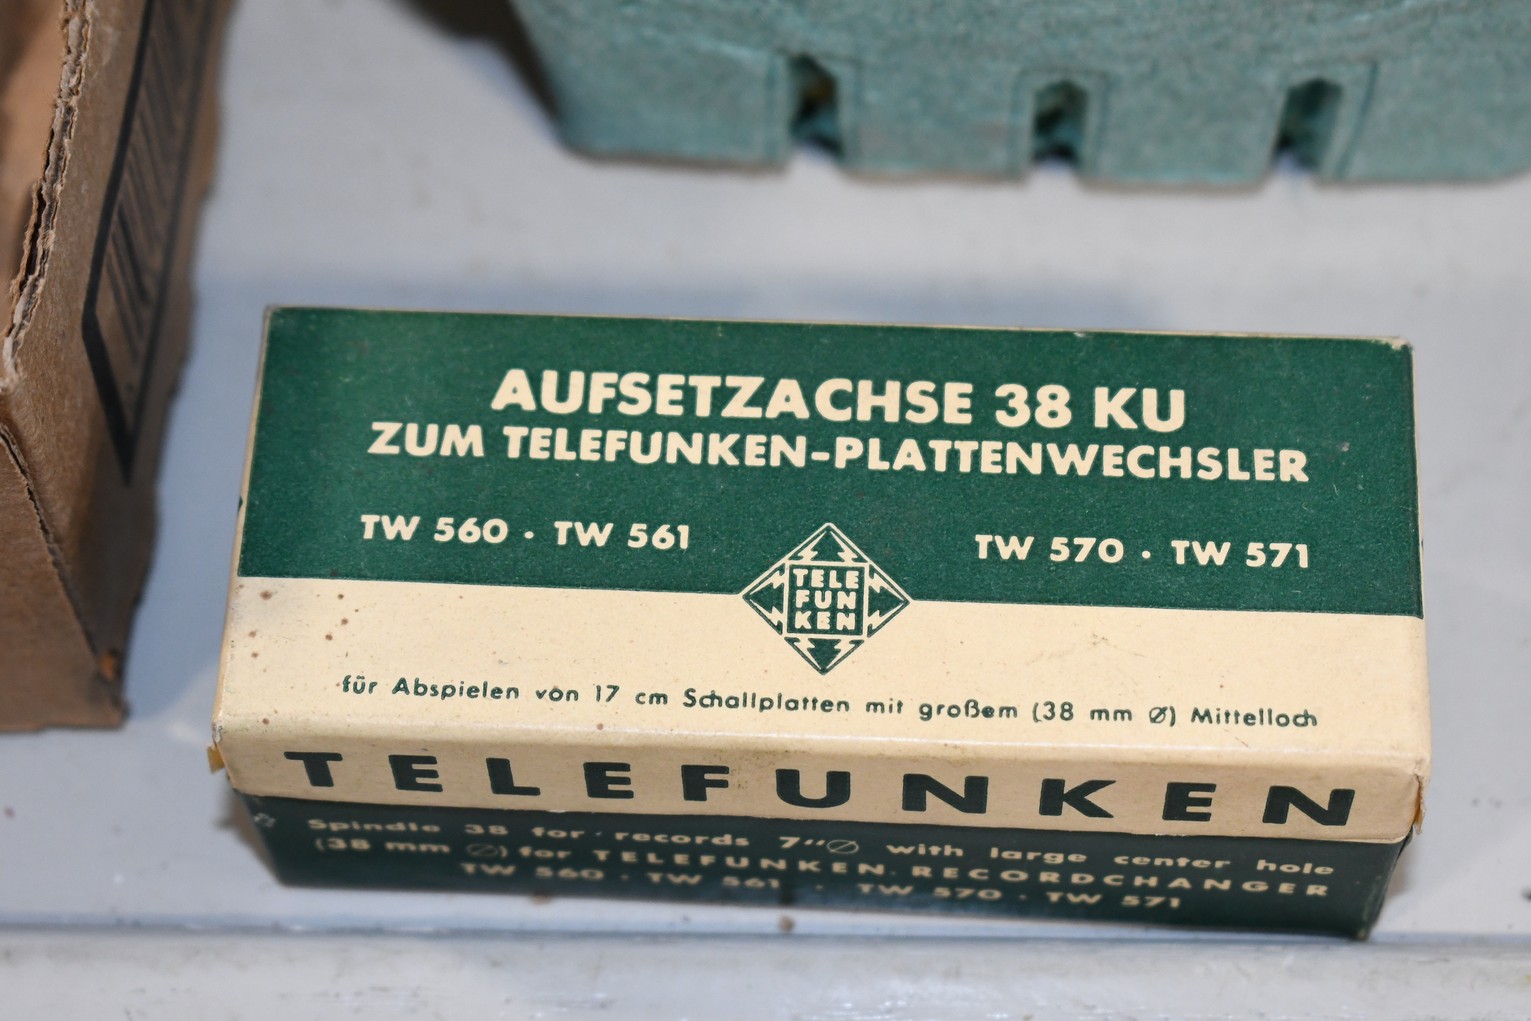 AUFSETZACHSE 38 KU
ZUM TELEFUNKEN-PLATTENWECHSLER
TW 560 · TW 561
TW 570 · TW 571
TELE
FUN
KEN
für Abspielen von 17 cm Schallplatten mit großem (38 mm Ø) Mittelloch
TELEFUNKEN
Spindle 38 for records 7"Ø with large center hole
(38 mm Ø) for TELEFUNKEN RECORDCHANGER
TW 560 · TW 561 · TW 570 · TW 571